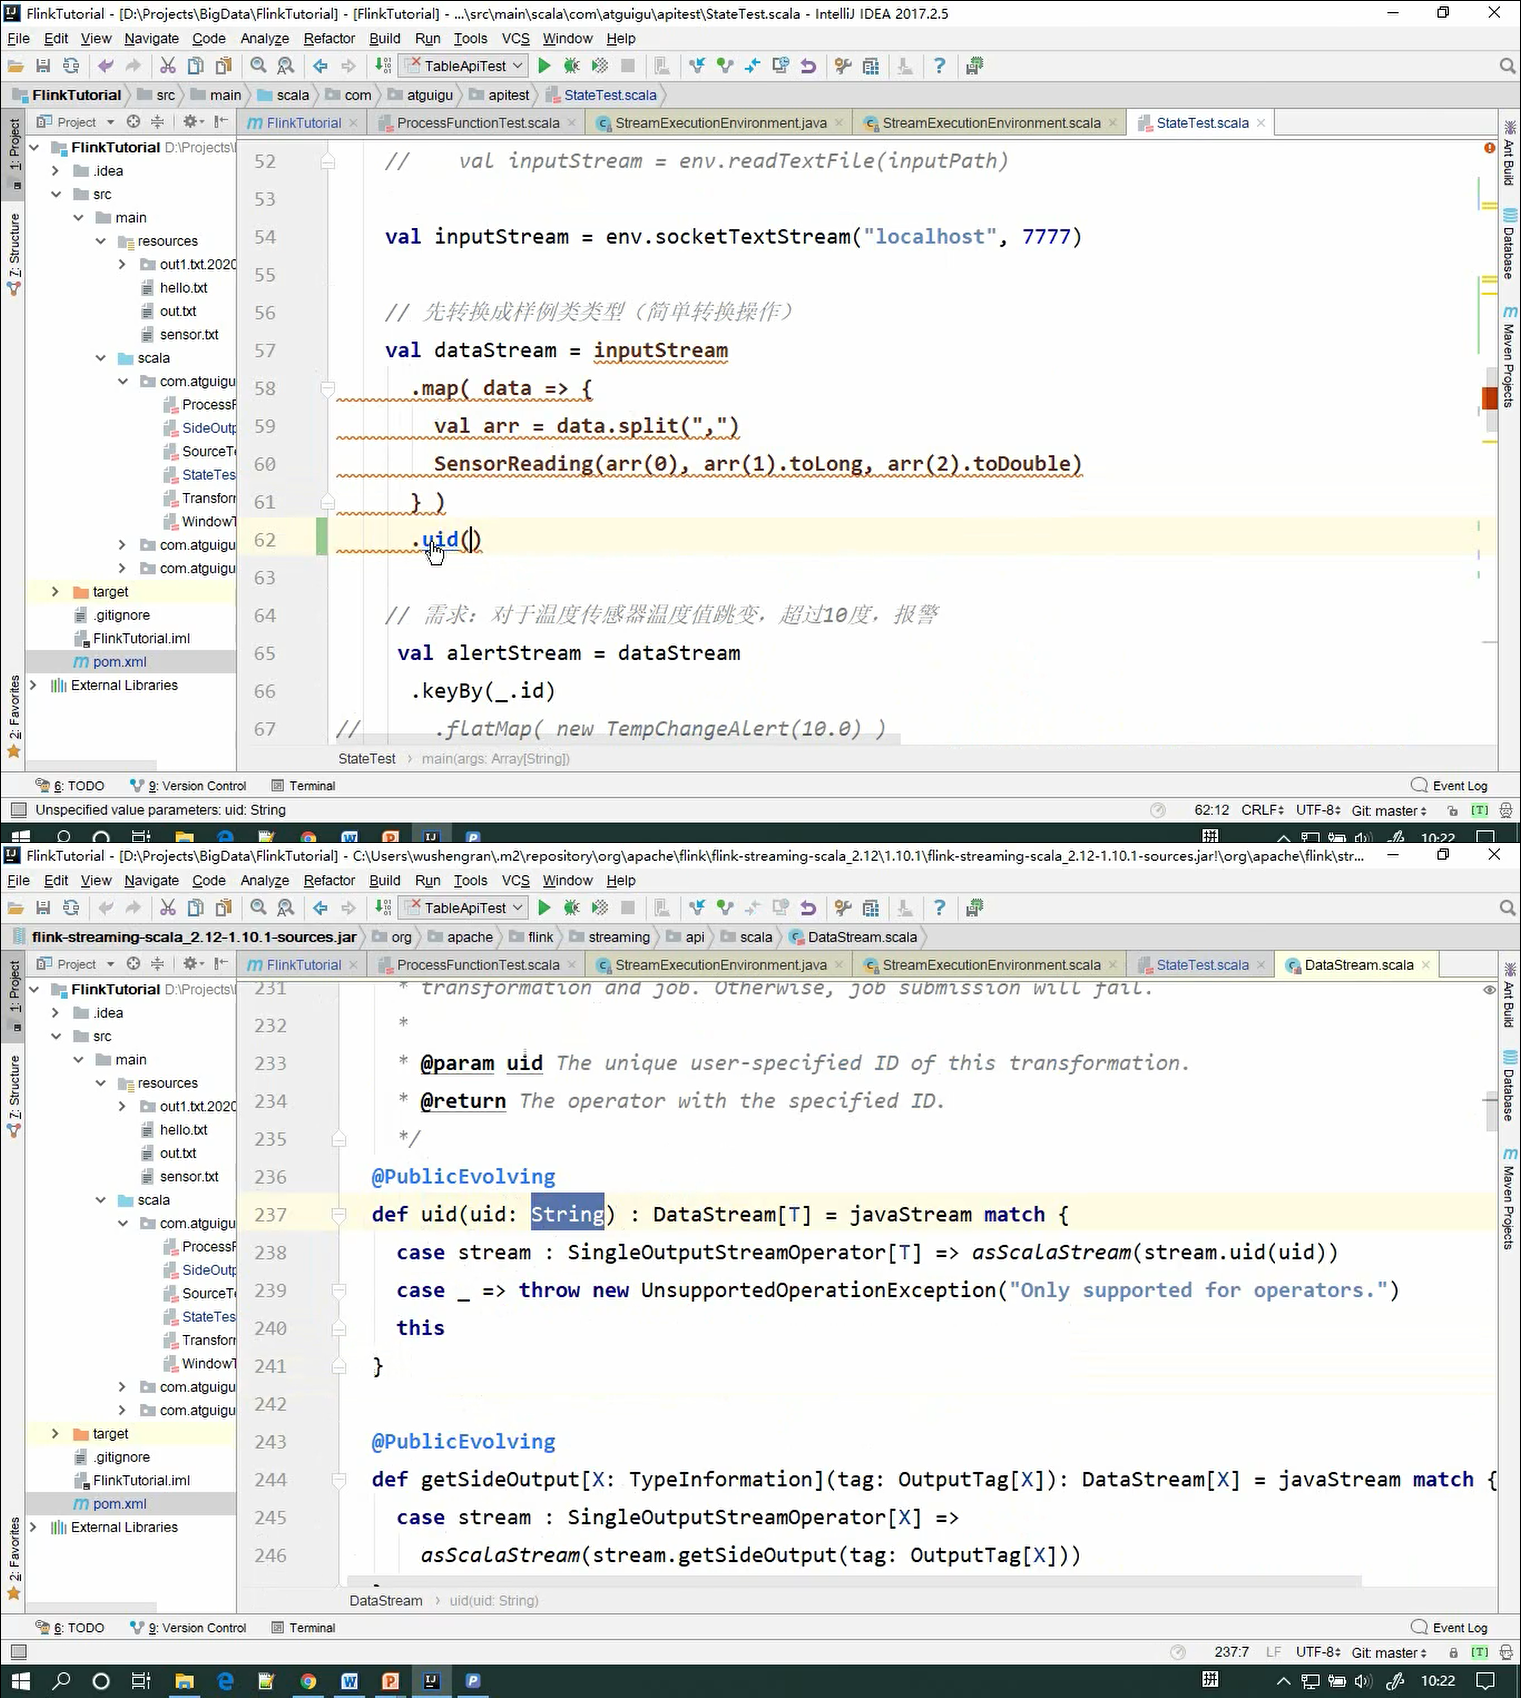 FlinkTutorial - [D:\Projects\BigData\FlinkTutorial] - [FlinkTutorial] - ...\src\main\scala\com\atguigu\apitest\StateTest.scala - IntelliJ IDEA 2017.2.5
File Edit View Navigate Code Analyze Refactor Build Run Tools VCS Window Help
TableApiTest
FlinkTutorial src main scala com atguigu apitest StateTest.scala
Project FlinkTutorial ProcessFunctionTest.scala StreamExecutionEnvironment.java StreamExecutionEnvironment.scala StateTest.scala
1: Project
7: Structure
2: Favorites
FlinkTutorial D:\Projects\
.idea
src
main
resources
out1.txt.2020
hello.txt
out.txt
sensor.txt
scala
com.atguigu
ProcessF
SideOutp
SourceTe
StateTes
Transforn
WindowT
com.atguigu
com.atguigu
target
.gitignore
FlinkTutorial.iml
pom.xml
External Libraries
52 // val inputStream = env.readTextFile(inputPath)
53
54 val inputStream = env.socketTextStream("localhost", 7777)
55
56 // 先转换成样例类类型（简单转换操作）
57 val dataStream = inputStream
58 .map( data => {
59 val arr = data.split(",")
60 SensorReading(arr(0), arr(1).toLong, arr(2).toDouble)
61 } )
62 .uid()
63
64 // 需求：对于温度传感器温度值跳变，超过10度，报警
65 val alertStream = dataStream
66 .keyBy(_.id)
67 // .flatMap( new TempChangeAlert(10.0) )
StateTest main(args: Array[String])
Ant Build
Database
Maven Projects
6: TODO 9: Version Control Terminal Event Log
Unspecified value parameters: uid: String 62:12 CRLF UTF-8 Git: master [T]
拼 10:22
FlinkTutorial - [D:\Projects\BigData\FlinkTutorial] - C:\Users\wushengran\.m2\repository\org\apache\flink\flink-streaming-scala_2.12\1.10.1\flink-streaming-scala_2.12-1.10.1-sources.jar!\org\apache\flink\str...
File Edit View Navigate Code Analyze Refactor Build Run Tools VCS Window Help
TableApiTest
flink-streaming-scala_2.12-1.10.1-sources.jar org apache flink streaming api scala DataStream.scala
Project FlinkTutorial ProcessFunctionTest.scala StreamExecutionEnvironment.java StreamExecutionEnvironment.scala StateTest.scala DataStream.scala
1: Project
7: Structure
2: Favorites
FlinkTutorial D:\Projects\
.idea
src
main
resources
out1.txt.2020
hello.txt
out.txt
sensor.txt
scala
com.atguigu
ProcessF
SideOutp
SourceTe
StateTes
Transforn
WindowT
com.atguigu
com.atguigu
target
.gitignore
FlinkTutorial.iml
pom.xml
External Libraries
231 * transformation and job. Otherwise, job submission will fail.
232 *
233 * @param uid The unique user-specified ID of this transformation.
234 * @return The operator with the specified ID.
235 */
236 @PublicEvolving
237 def uid(uid: String) : DataStream[T] = javaStream match {
238 case stream : SingleOutputStreamOperator[T] => asScalaStream(stream.uid(uid))
239 case _ => throw new UnsupportedOperationException("Only supported for operators.")
240 this
241 }
242
243 @PublicEvolving
244 def getSideOutput[X: TypeInformation](tag: OutputTag[X]): DataStream[X] = javaStream match {
245 case stream : SingleOutputStreamOperator[X] =>
246 asScalaStream(stream.getSideOutput(tag: OutputTag[X]))
DataStream uid(uid: String)
Ant Build
Database
Maven Projects
6: TODO 9: Version Control Terminal Event Log
237:7 LF UTF-8 Git: master [T]
拼 10:22